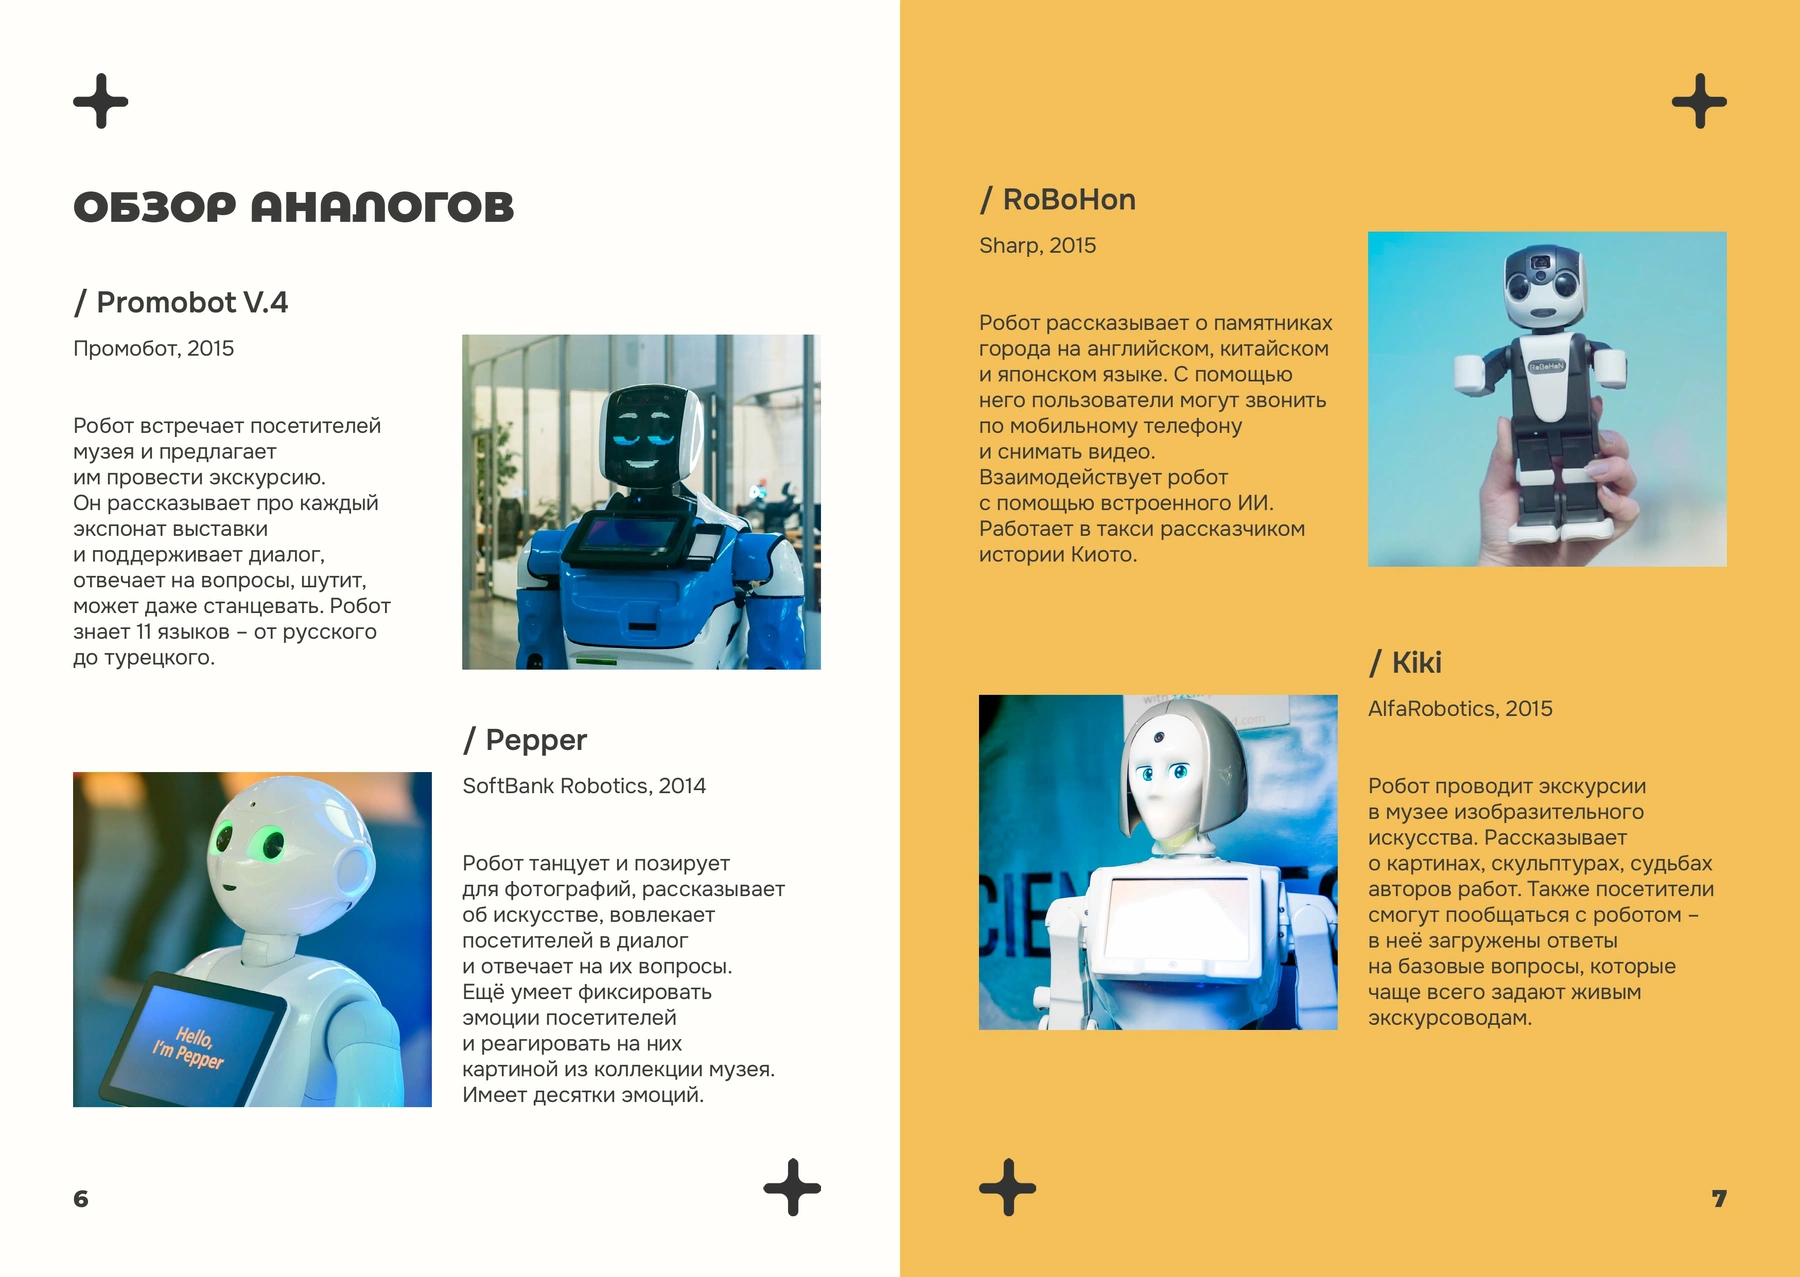 ОБЗОР АНАЛОГОВ
/ Promobot V.4
Промобот, 2015
Робот встречает посетителей
музея и предлагает
им провести экскурсию.
Он рассказывает про каждый
экспонат выставки
и поддерживает диалог,
отвечает на вопросы, шутит,
может даже станцевать. Робот
знает 11 языков – от русского
до турецкого.
/ Pepper
SoftBank Robotics, 2014
Робот танцует и позирует
для фотографий, рассказывает
об искусстве, вовлекает
посетителей в диалог
и отвечает на их вопросы.
Ещё умеет фиксировать
эмоции посетителей
и реагировать на них
картиной из коллекции музея.
Имеет десятки эмоций.
Hello,
I'm Pepper
6
/ RoBoHon
Sharp, 2015
Робот рассказывает о памятниках
города на английском, китайском
и японском языке. С помощью
него пользователи могут звонить
по мобильному телефону
и снимать видео.
Взаимодействует робот
с помощью встроенного ИИ.
Работает в такси рассказчиком
истории Киото.
RoBoHoN
/ Kiki
AlfaRobotics, 2015
Робот проводит экскурсии
в музее изобразительного
искусства. Рассказывает
о картинах, скульптурах, судьбах
авторов работ. Также посетители
смогут пообщаться с роботом –
в неё загружены ответы
на базовые вопросы, которые
чаще всего задают живым
экскурсоводам.
7